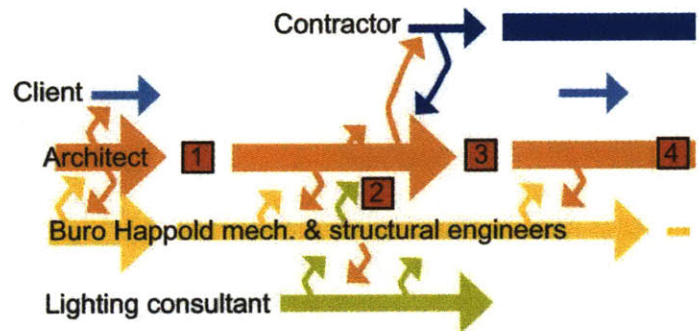 Contractor
Client
Architect
1
3
4
2
Buro Happold mech. & structural engineers
Lighting consultant